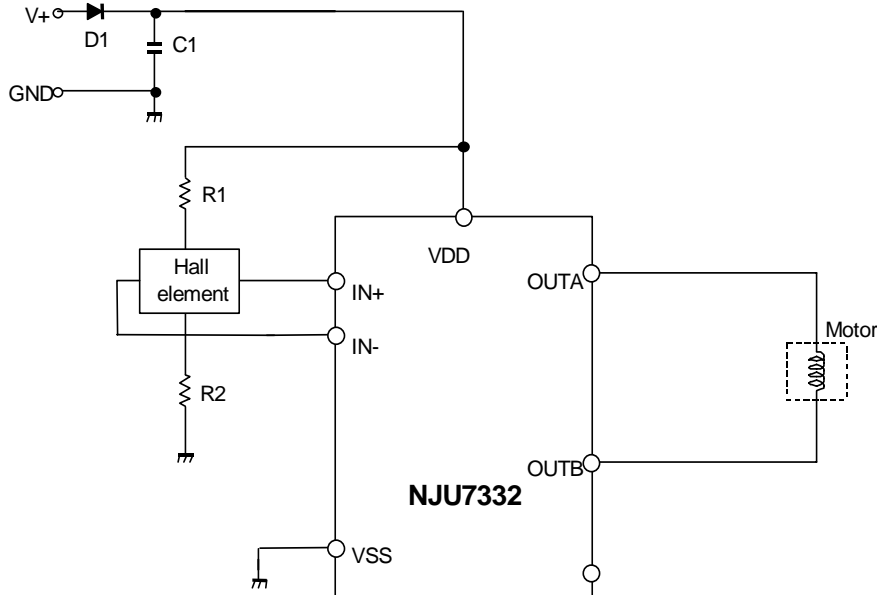 V+
D1
C1
GND
R1
VDD
Hall
element
IN+
OUTA
IN-
Motor
R2
OUTB
NJU7332
VSS